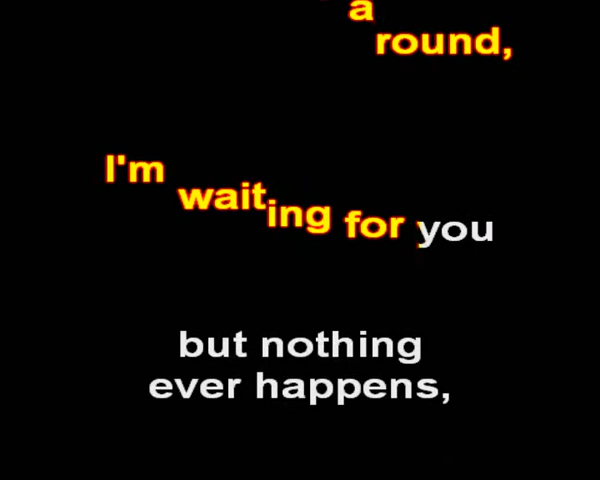 a
round,
I'm waiting for you
but nothing
ever happens,